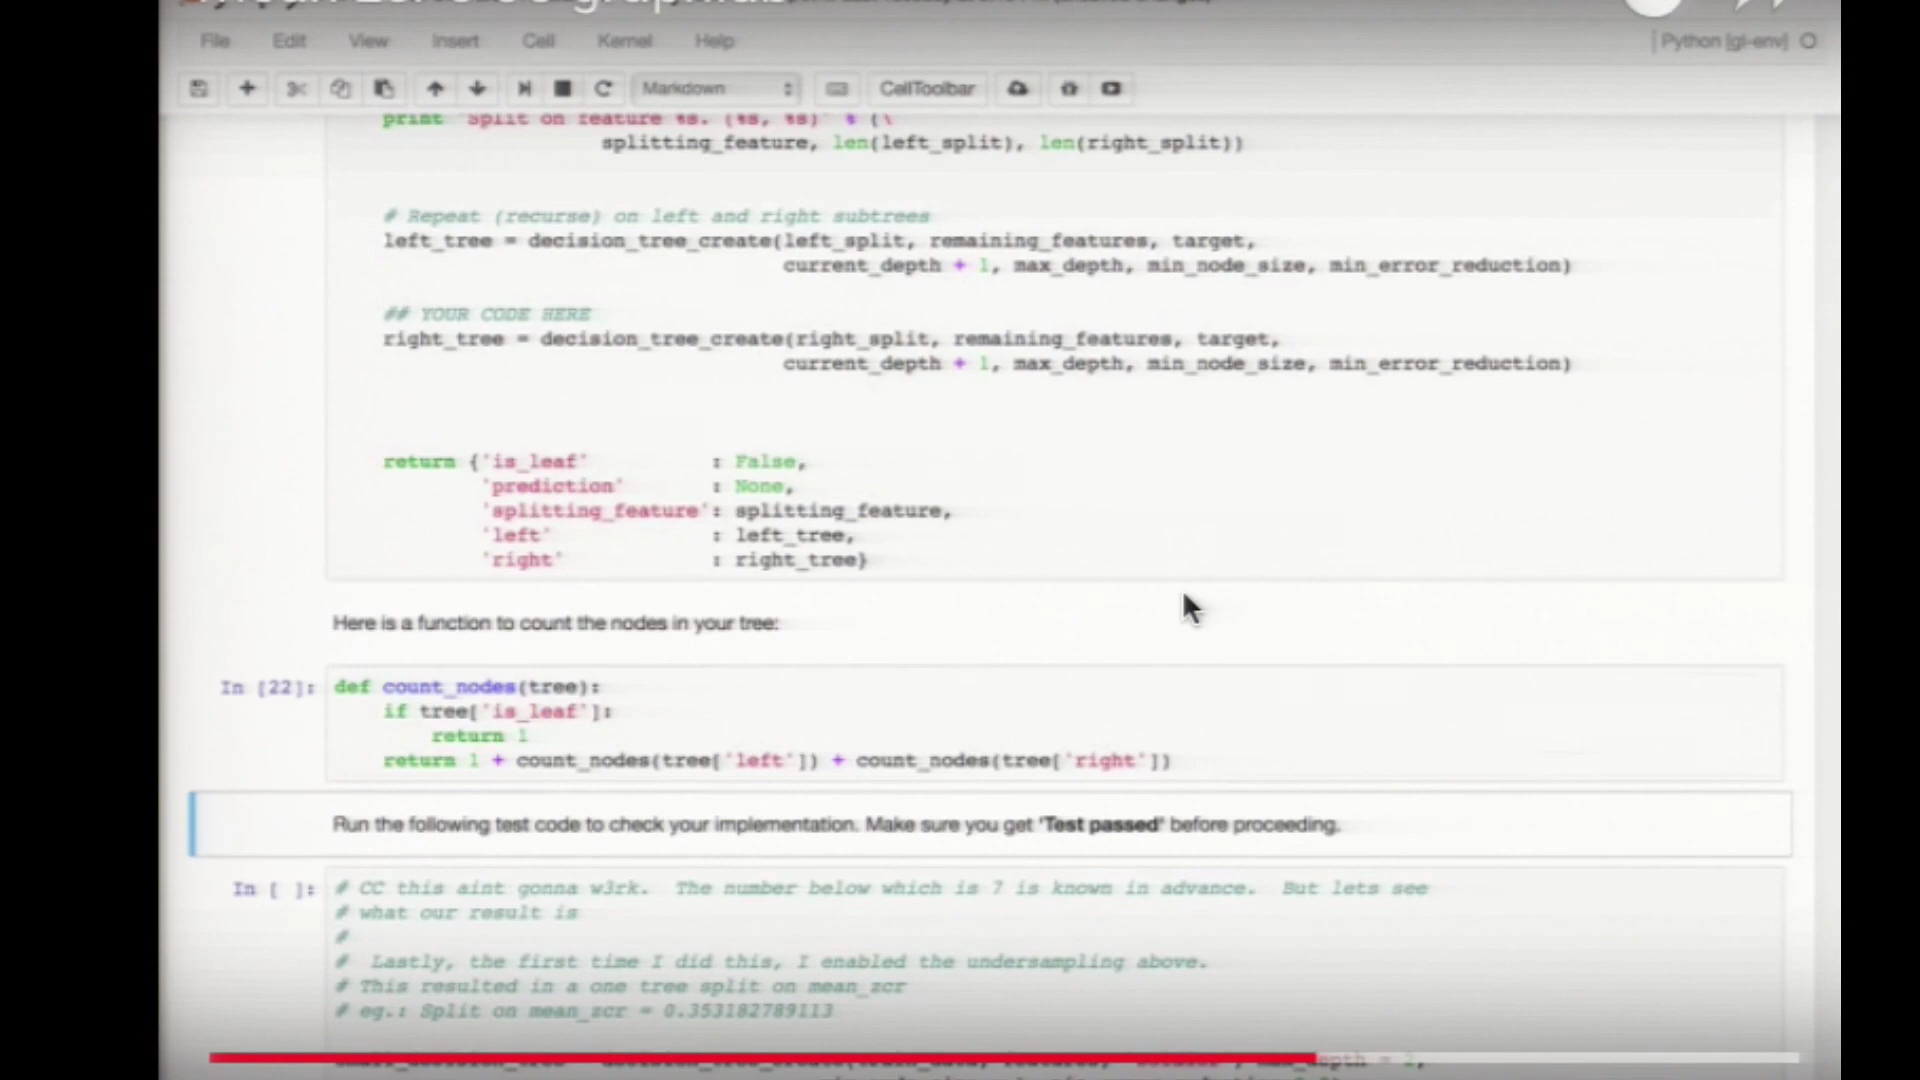 File Edit View Insert Cell Kernel Help Python [gl-env]
Markdown CellToolbar
print 'Split on feature %s. (%s, %s)' % (\
splitting_feature, len(left_split), len(right_split))
# Repeat (recurse) on left and right subtrees
left_tree = decision_tree_create(left_split, remaining_features, target,
current_depth + 1, max_depth, min_node_size, min_error_reduction)
## YOUR CODE HERE
right_tree = decision_tree_create(right_split, remaining_features, target,
current_depth + 1, max_depth, min_node_size, min_error_reduction)
return {'is_leaf' : False,
'prediction' : None,
'splitting_feature': splitting_feature,
'left' : left_tree,
'right' : right_tree}
Here is a function to count the nodes in your tree:
In [22]: def count_nodes(tree):
if tree['is_leaf']:
return 1
return 1 + count_nodes(tree['left']) + count_nodes(tree['right'])
Run the following test code to check your implementation. Make sure you get 'Test passed' before proceeding.
In [ ]: # CC this aint gonna w3rk. The number below which is 7 is known in advance. But lets see
# what our result is
#
# Lastly, the first time I did this, I enabled the undersampling above.
# This resulted in a one tree split on mean_zcr
# eg.: Split on mean_zcr = 0.353182789113